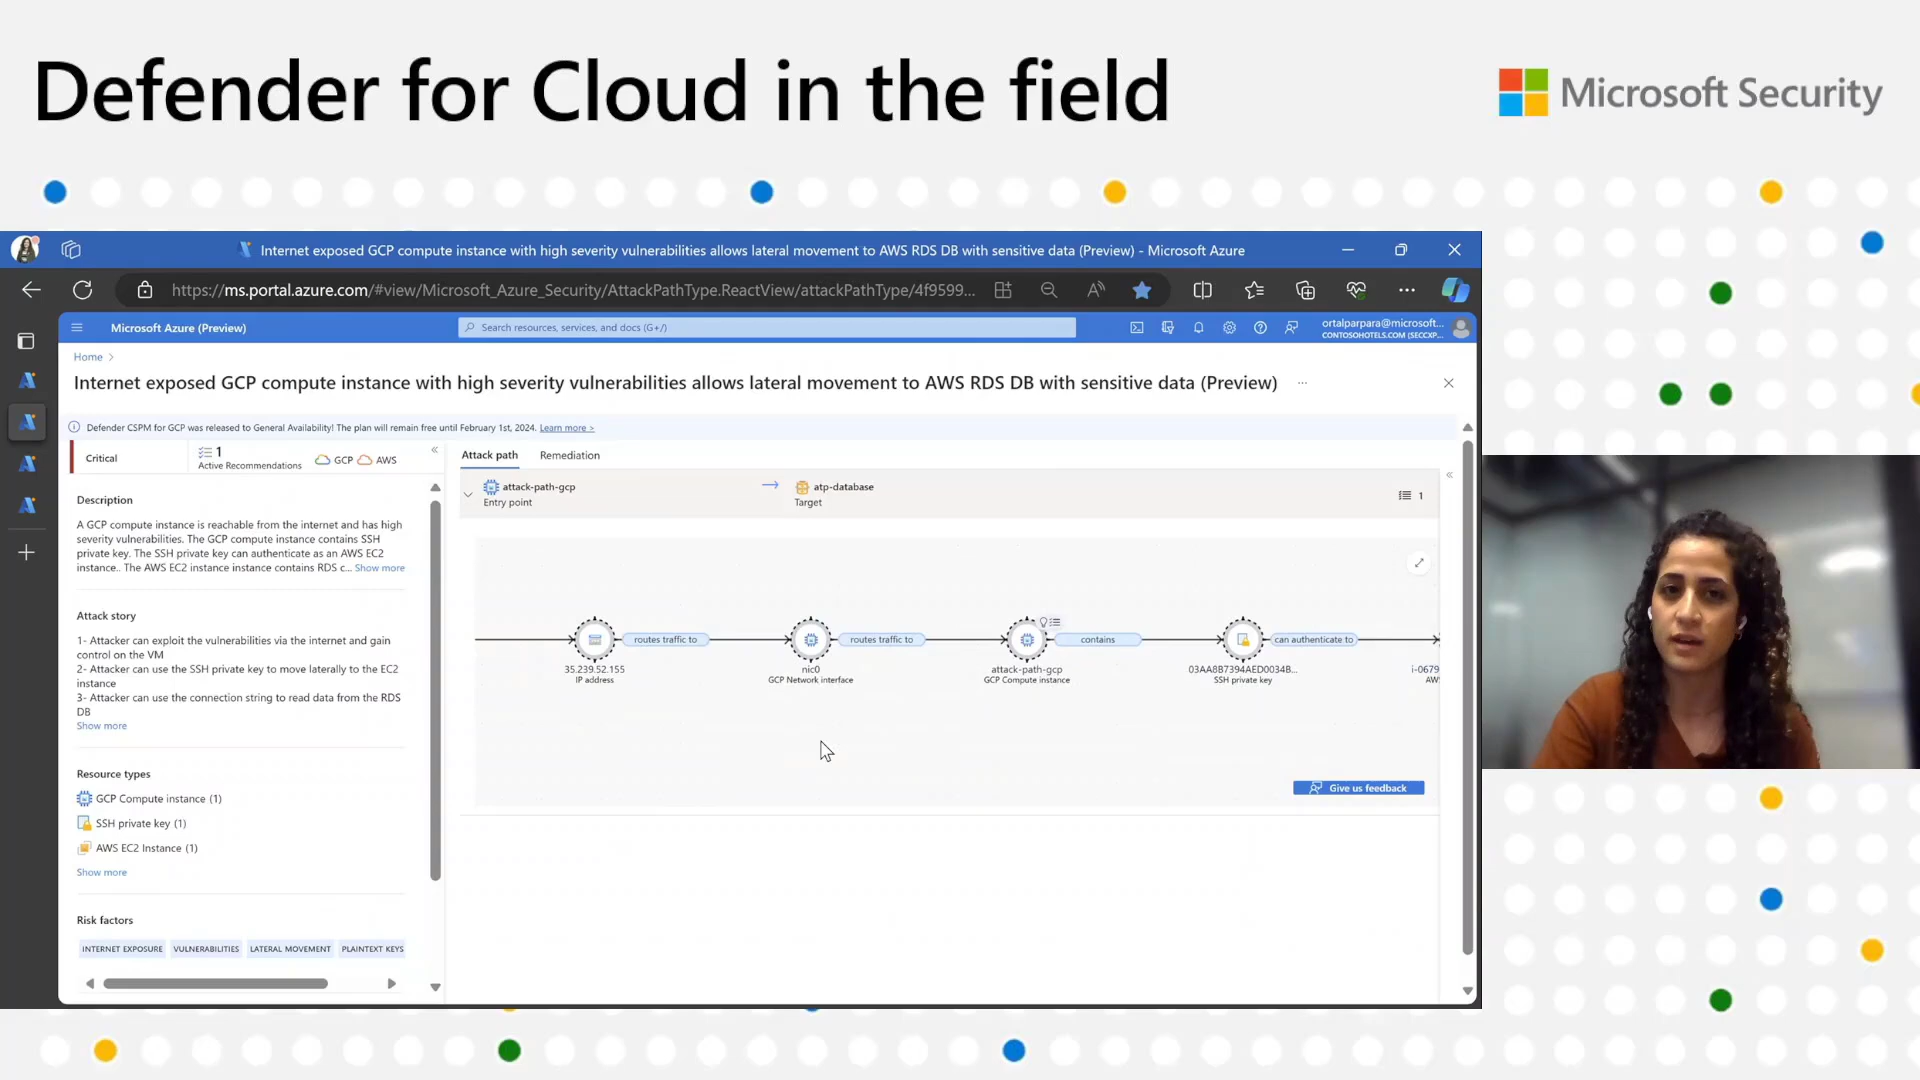 Defender for Cloud in the field
Microsoft Security
Internet exposed GCP compute instance with high severity vulnerabilities allows lateral movement to AWS RDS DB with sensitive data (Preview) - Microsoft Azure
https://ms.portal.azure.com/#view/Microsoft_Azure_Security/AttackPathType.ReactView/attackPathType/4f9599...
Microsoft Azure (Preview)
Search resources, services, and docs (G+/)
ortalparpara@microsoft...
CONTOSOHOTELS.COM (SECCXP...
Home
Internet exposed GCP compute instance with high severity vulnerabilities allows lateral movement to AWS RDS DB with sensitive data (Preview) ...
Defender CSPM for GCP was released to General Availability! The plan will remain free until February 1st, 2024. Learn more >
Critical
1
Active Recommendations
GCP
AWS
Description
A GCP compute instance is reachable from the internet and has high
severity vulnerabilities. The GCP compute instance contains SSH
private key. The SSH private key can authenticate as an AWS EC2
instance.. The AWS EC2 instance instance contains RDS c... Show more
Attack story
1- Attacker can exploit the vulnerabilities via the internet and gain
control on the VM
2- Attacker can use the SSH private key to move laterally to the EC2
instance
3- Attacker can use the connection string to read data from the RDS
DB
Show more
Resource types
GCP Compute instance (1)
SSH private key (1)
AWS EC2 Instance (1)
Show more
Risk factors
INTERNET EXPOSURE
VULNERABILITIES
LATERAL MOVEMENT
PLAINTEXT KEYS
Attack path
Remediation
attack-path-gcp
Entry point
atp-database
Target
1
routes traffic to
routes traffic to
contains
can authenticate to
35.239.52.155
IP address
nic0
GCP Network interface
attack-path-gcp
GCP Compute instance
03AA8B7394AED0034B...
SSH private key
i-0679
AWS
Give us feedback